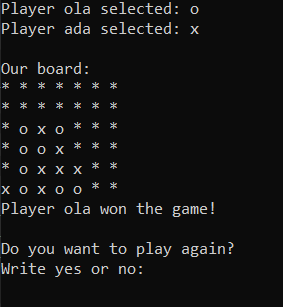 Player ola selected: o
Player ada selected: x
Our board:
* * * * * * *
* * * * * * *
* o x o * * *
* o o x * * *
* o x x x * *
x o x o o * *
Player ola won the game!
Do you want to play again?
Write yes or no: